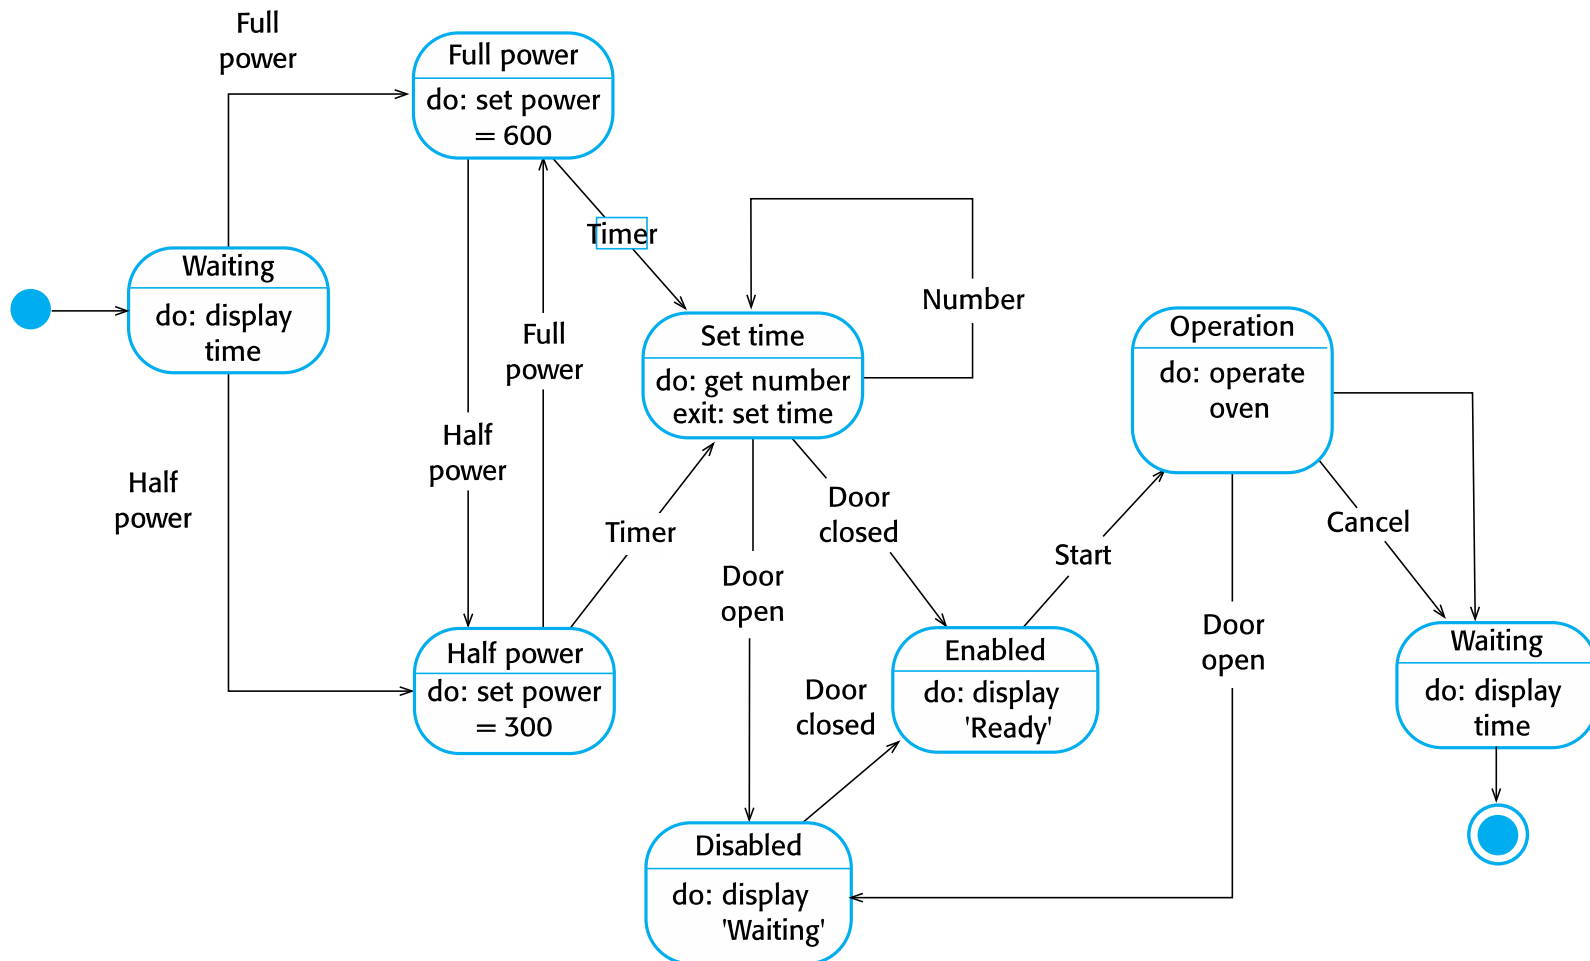 Full
power
Full power
do: set power
= 600
Timer
Waiting
do: display
time
Number
Set time
do: get number
exit: set time
Operation
do: operate
oven
Full
power
Half
power
Half
power
Timer
Door
closed
Door
open
Start
Cancel
Door
open
Half power
do: set power
= 300
Door
closed
Enabled
do: display
'Ready'
Waiting
do: display
time
Disabled
do: display
'Waiting'